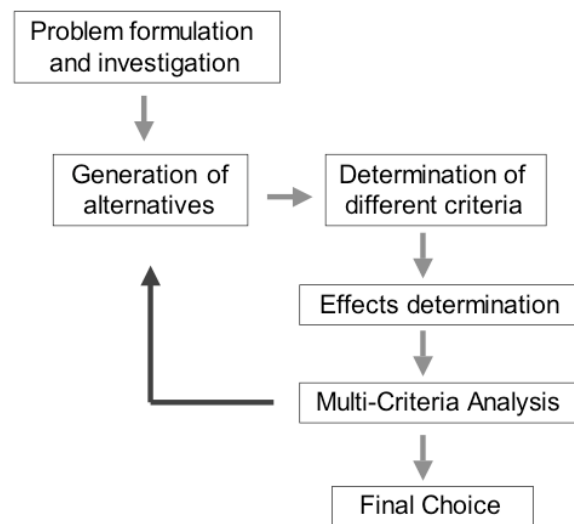 Problem formulation
and investigation
Generation of
alternatives
Determination of
different criteria
Effects determination
Multi-Criteria Analysis
Final Choice